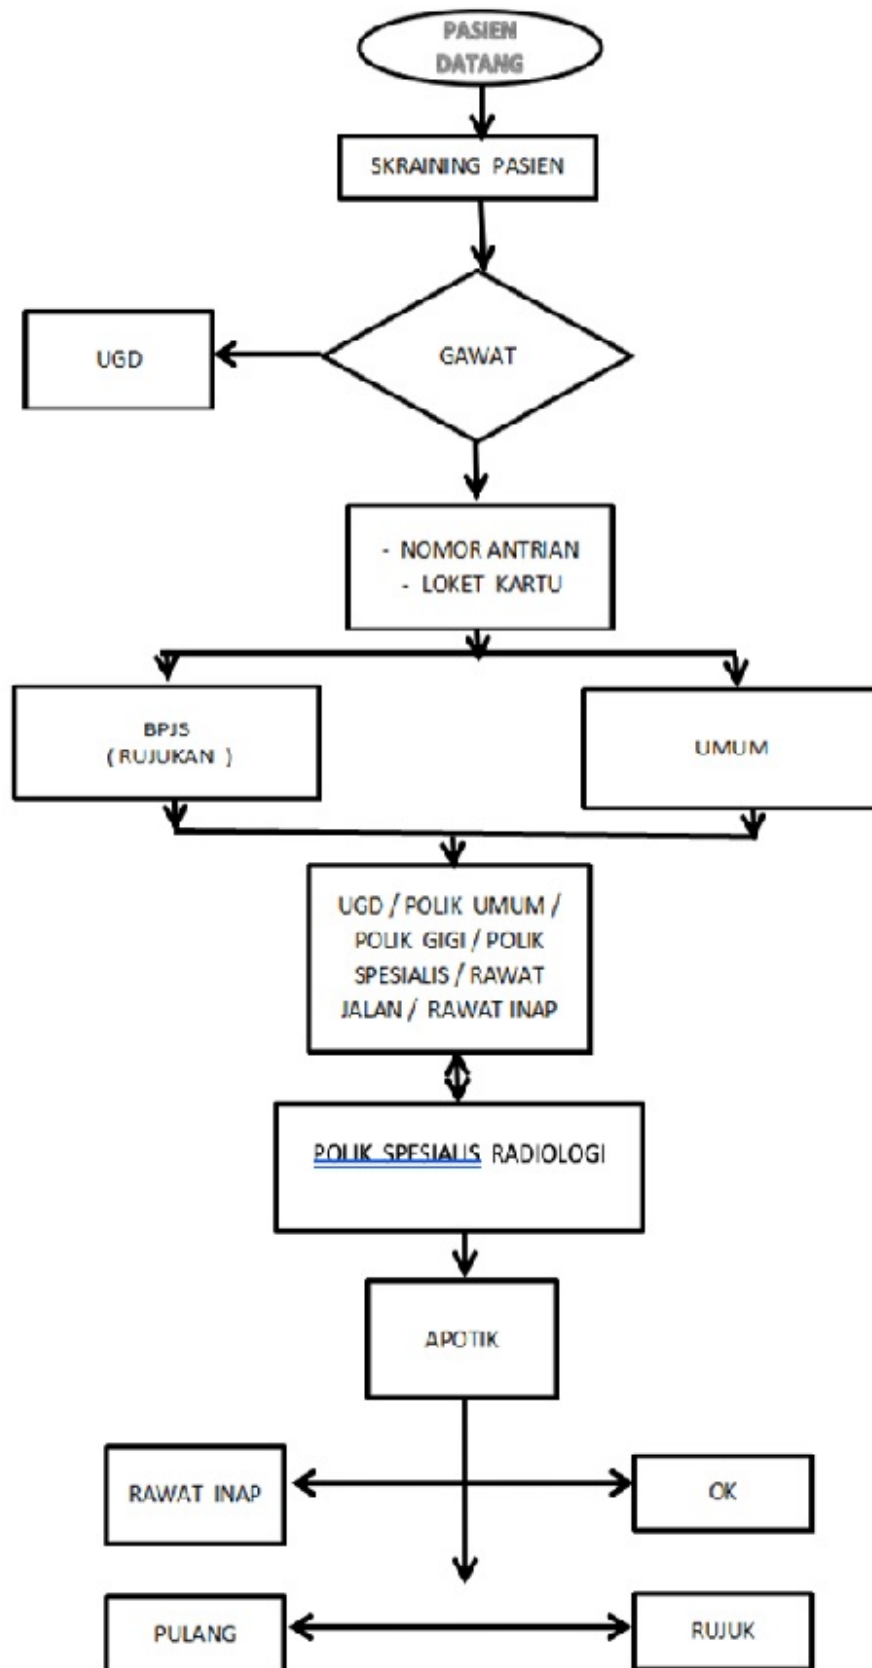 PASIEN
DATANG
SKRAINING PASIEN
UGD
GAWAT
- NOMOR ANTRIAN
- LOKET KARTU
BPJS
( RUJUKAN )
UMUM
UGD / POLIK UMUM /
POLIK GIGI / POLIK
SPESIALIS / RAWAT
JALAN / RAWAT INAP
POLIK SPESIALIS RADIOLOGI
APOTIK
RAWAT INAP
OK
PULANG
RUJUK